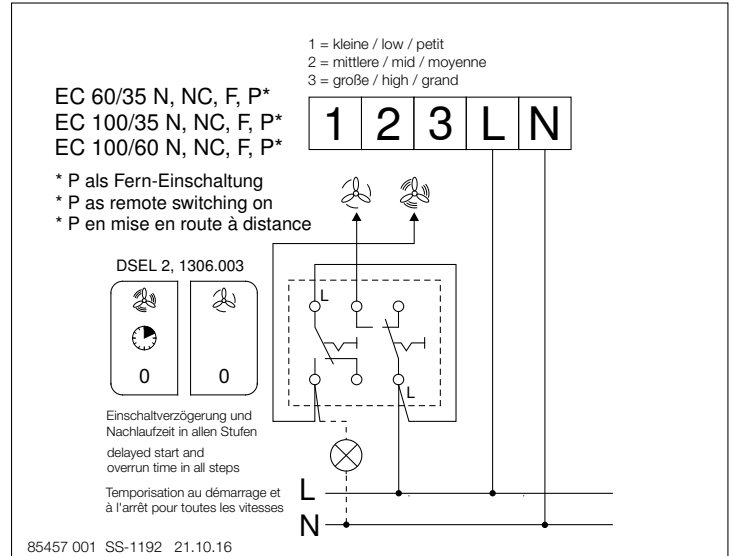 1 = kleine / low / petit
2 = mittlere / mid / moyenne
3 = große / high / grand
EC 60/35 N, NC, F, P*
EC 100/35 N, NC, F, P*
EC 100/60 N, NC, F, P*
1 2 3 L N
* P als Fern-Einschaltung
* P as remote switching on
* P en mise en route à distance
DSEL 2, 1306.003
0 0
L
L
Einschaltverzögerung und
Nachlaufzeit in allen Stufen
delayed start and
overrun time in all steps
Temporisation au démarrage et
à l'arrêt pour toutes les vitesses
L
N
85457 001 SS-1192 21.10.16